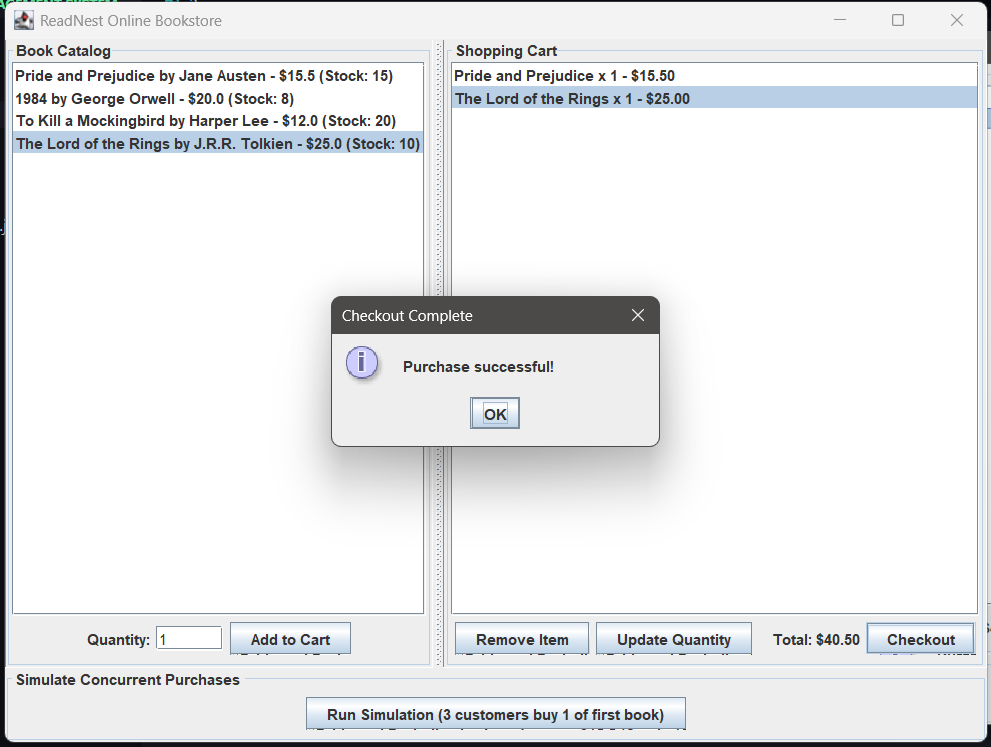 ReadNest Online Bookstore
Book Catalog
Pride and Prejudice by Jane Austen - $15.5 (Stock: 15)
1984 by George Orwell - $20.0 (Stock: 8)
To Kill a Mockingbird by Harper Lee - $12.0 (Stock: 20)
The Lord of the Rings by J.R.R. Tolkien - $25.0 (Stock: 10)
Shopping Cart
Pride and Prejudice x 1 - $15.50
The Lord of the Rings x 1 - $25.00
Checkout Complete
Purchase successful!
OK
Quantity: 1 Add to Cart
Remove Item Update Quantity Total: $40.50 Checkout
Simulate Concurrent Purchases
Run Simulation (3 customers buy 1 of first book)